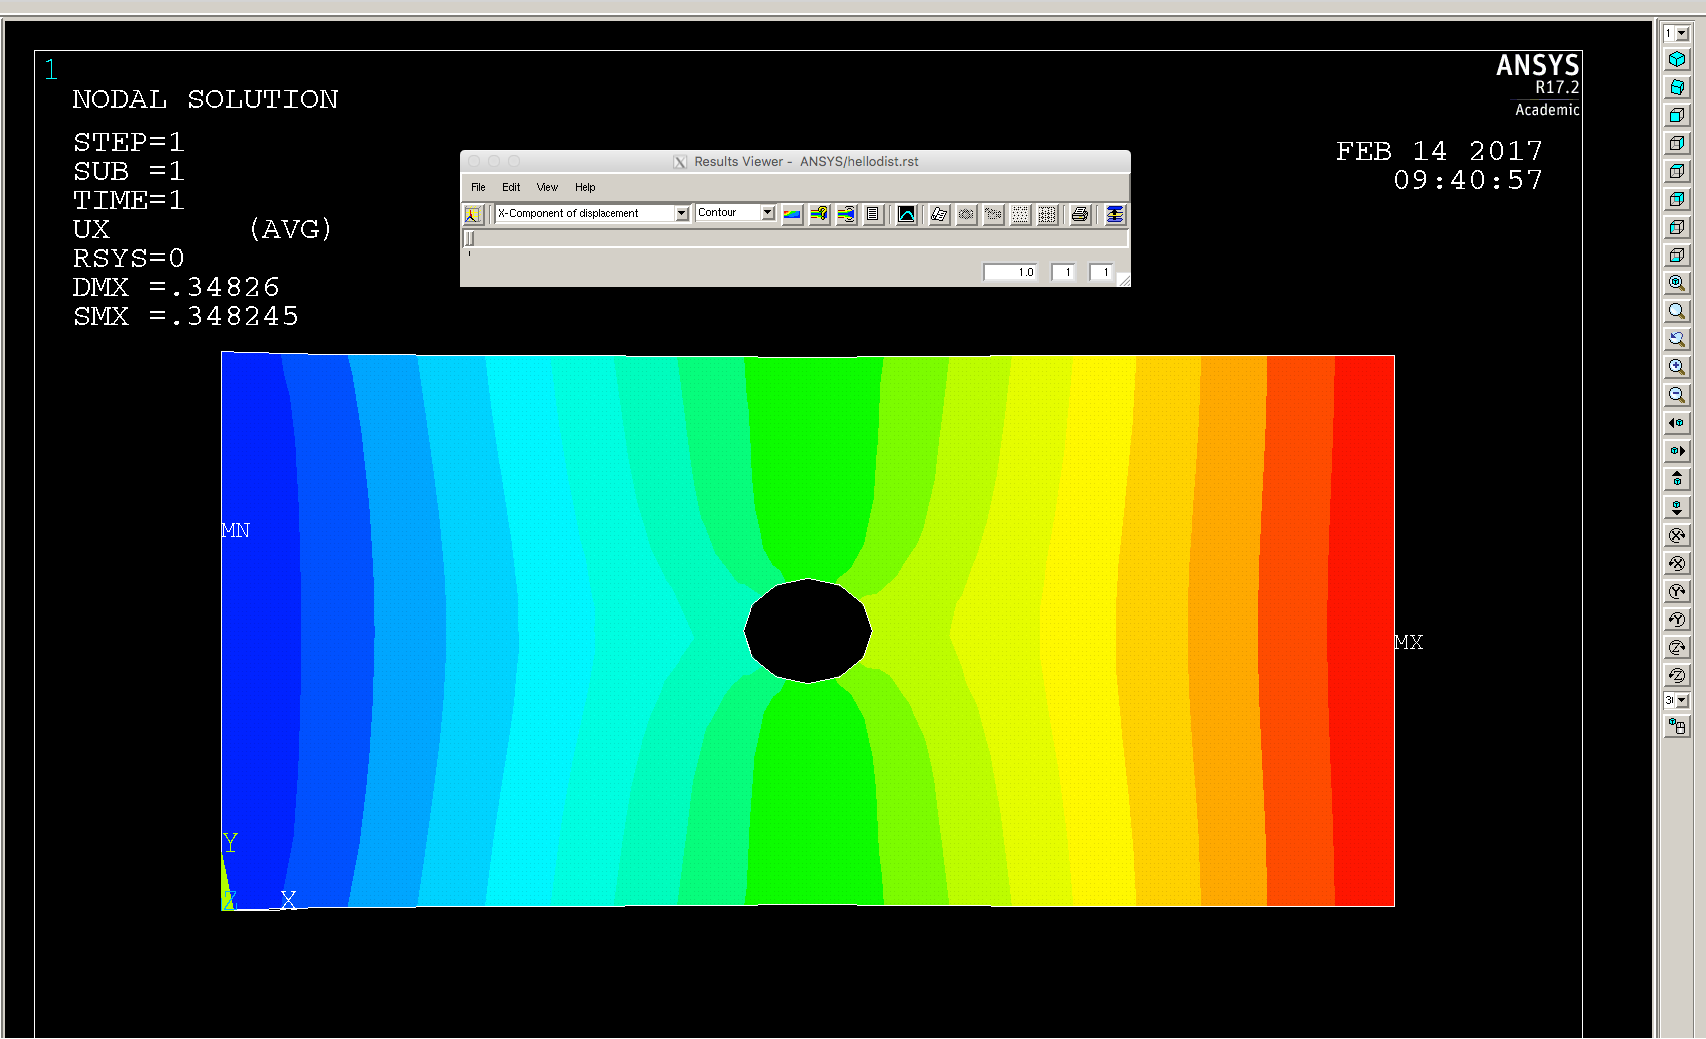 1
ANSYS
R17.2
Academic
NODAL SOLUTION
STEP=1
SUB =1
TIME=1
UX (AVG)
RSYS=0
DMX =.34826
SMX =.348245
FEB 14 2017
09:40:57
Results Viewer - ANSYS/hellodist.rst
File Edit View Help
X-Component of displacement Contour
1.0 1 1
MN
MX
Y
Z X
1
X
X
Y
Y
Z
Z